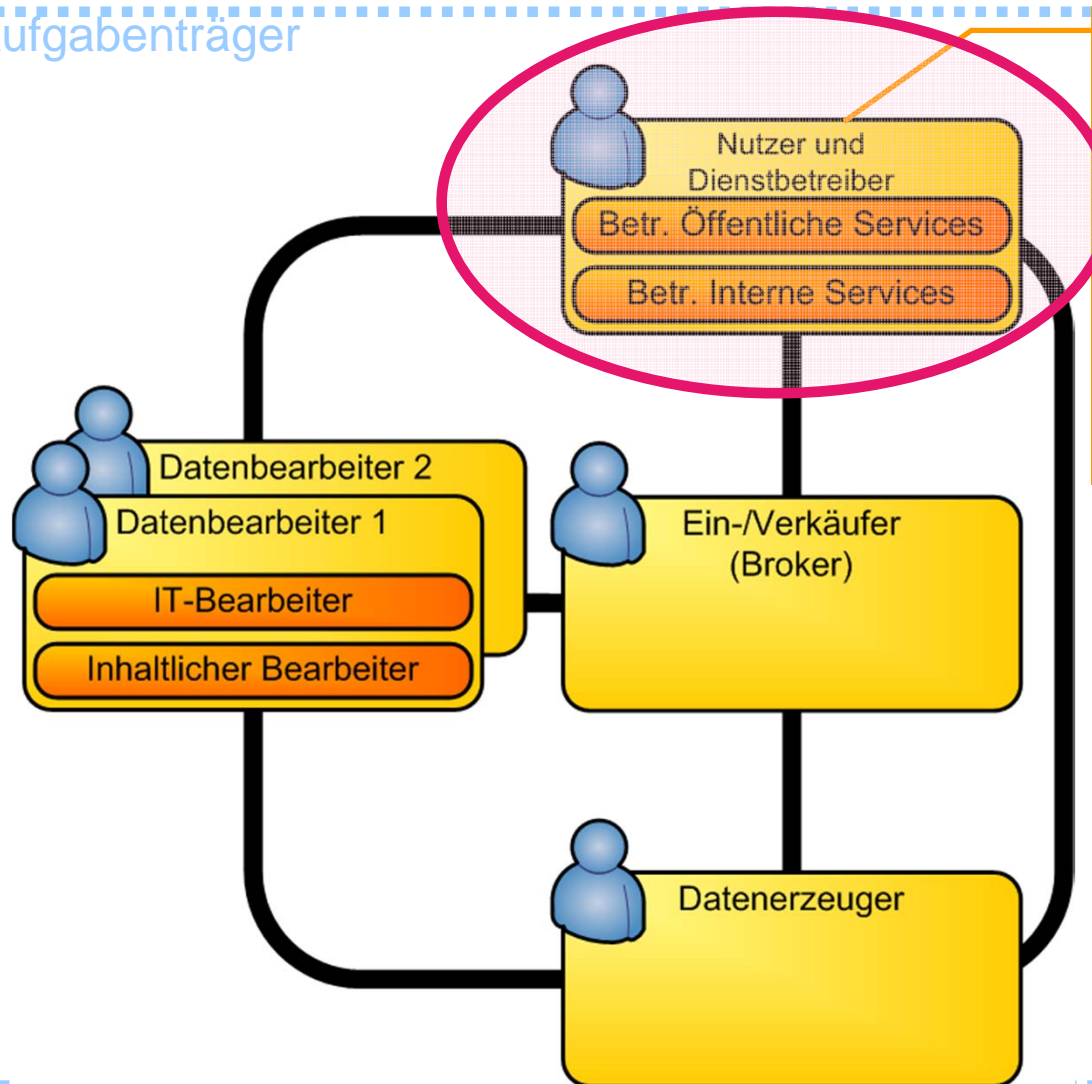 ufgabenträger
Nutzer und
Dienstbetreiber
Betr. Öffentliche Services
Betr. Interne Services
Datenbearbeiter 2
Datenbearbeiter 1
IT-Bearbeiter
Inhaltlicher Bearbeiter
Ein-/Verkäufer
(Broker)
Datenerzeuger